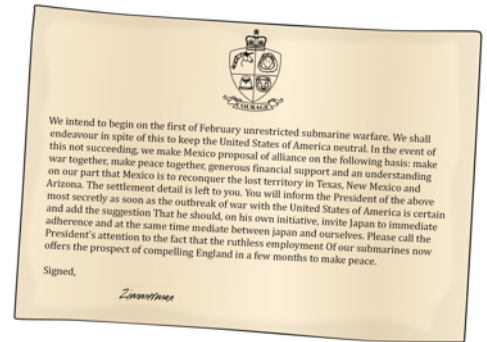 COURAGE
We intend to begin on the first of February unrestricted submarine warfare. We shall
endeavour in spite of this to keep the United States of America neutral. In the event of
this not succeeding, we make Mexico proposal of alliance on the following basis: make
war together, make peace together, generous financial support and an understanding
on our part that Mexico is to reconquer the lost territory in Texas, New Mexico and
Arizona. The settlement detail is left to you. You will inform the President of the above
most secretly as soon as the outbreak of war with the United States of America is certain
and add the suggestion That he should, on his own initiative, invite Japan to immediate
adherence and at the same time mediate between japan and ourselves. Please call the
President's attention to the fact that the ruthless employment Of our submarines now
offers the prospect of compelling England in a few months to make peace.
Signed,
Zimmerman